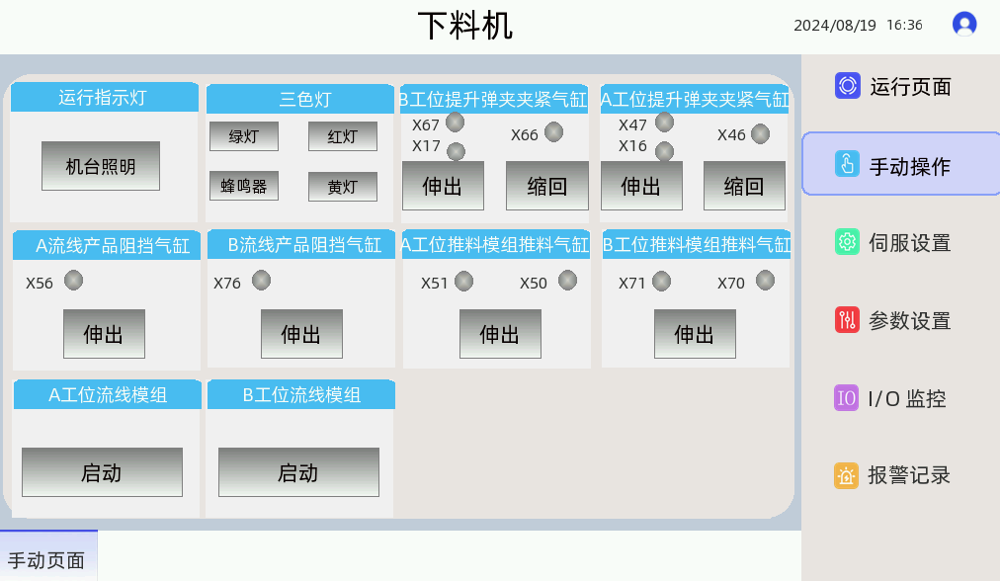 下料机
2024/08/19 16:36
运行指示灯
机台照明
三色灯
绿灯 红灯
蜂鸣器 黄灯
B工位提升弹夹夹紧气缸
X67 X66
X17
伸出 缩回
A工位提升弹夹夹紧气缸
X47 X46
X16
伸出 缩回
A流线产品阻挡气缸
X56
伸出
B流线产品阻挡气缸
X76
伸出
A工位推料模组推料气缸
X51 X50
伸出
B工位推料模组推料气缸
X71 X70
伸出
A工位流线模组
启动
B工位流线模组
启动
运行页面
手动操作
伺服设置
参数设置
IO I/O 监控
报警记录
手动页面